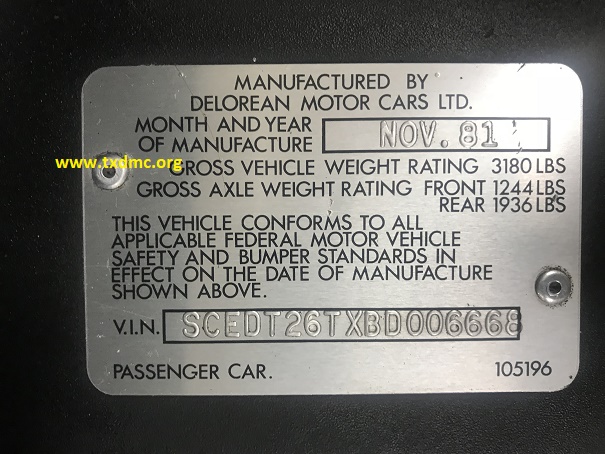 MANUFACTURED BY
DELOREAN MOTOR CARS LTD.
MONTH AND YEAR
OF MANUFACTURE NOV. 81
www.txdmc.org
GROSS VEHICLE WEIGHT RATING 3180 LBS
GROSS AXLE WEIGHT RATING FRONT 1244 LBS
REAR 1936 LBS
THIS VEHICLE CONFORMS TO ALL
APPLICABLE FEDERAL MOTOR VEHICLE
SAFETY AND BUMPER STANDARDS IN
EFFECT ON THE DATE OF MANUFACTURE
SHOWN ABOVE.
V.I.N. SCEDT26TXBD006668
PASSENGER CAR. 105196